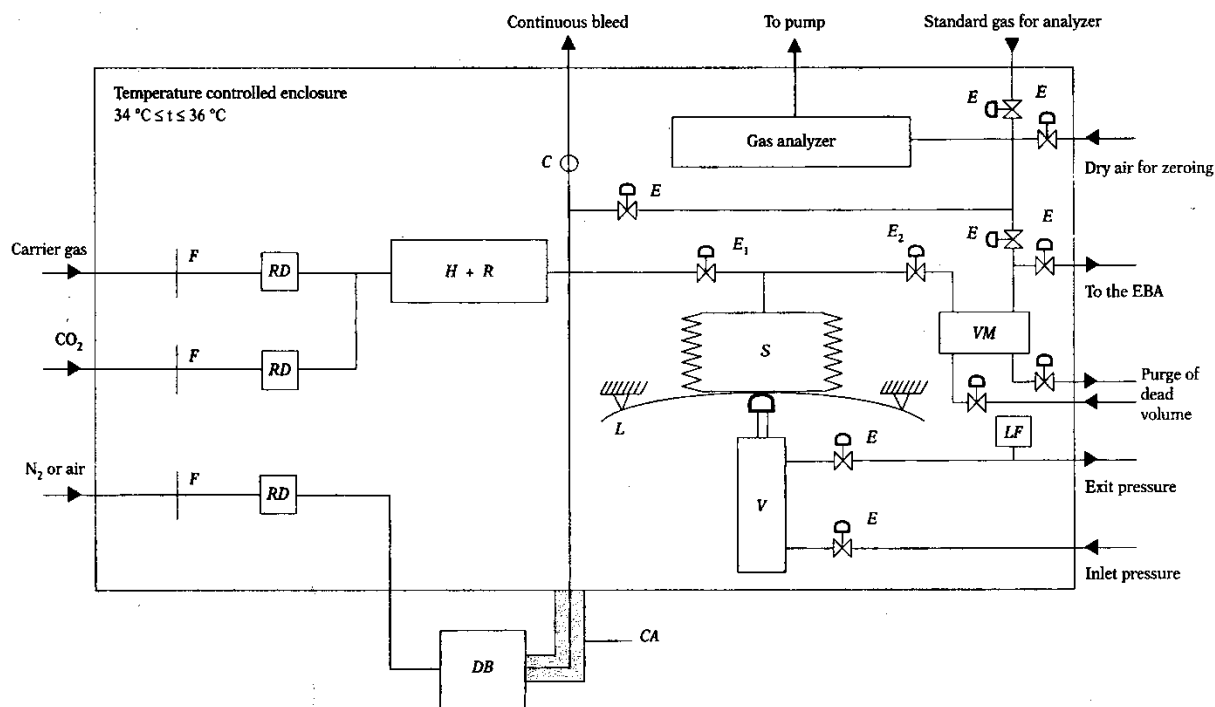 Continuous bleed
To pump
Standard gas for analyzer
Temperature controlled enclosure
34 °C ≤ t ≤ 36 °C
E
E
Gas analyzer
C
Dry air for zeroing
E
E
E
Carrier gas
F
RD
H + R
E₁
E₂
To the EBA
CO₂
F
RD
S
VM
Purge of
dead
volume
L
LF
N₂ or air
F
RD
E
Exit pressure
V
E
Inlet pressure
CA
DB